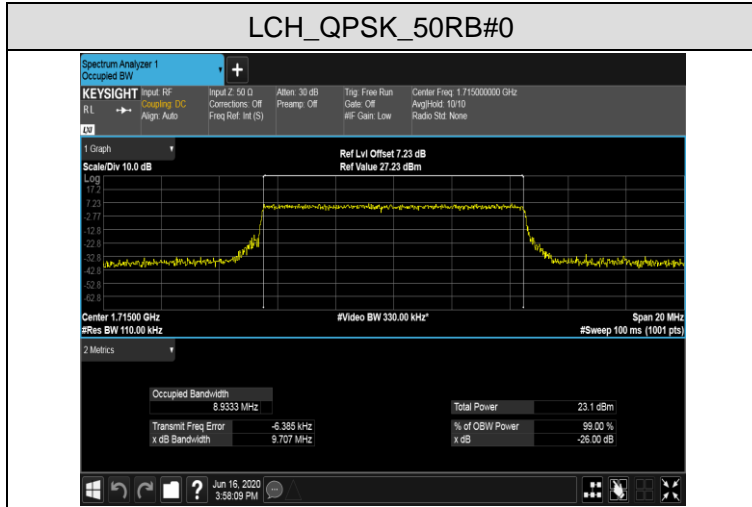 LCH_QPSK_50RB#0
Spectrum Analyzer 1
Occupied BW
+
KEYSIGHT Input: RF Input Z: 50 Ω Atten: 30 dB Trig: Free Run Center Freq: 1.715000000 GHz
RL Coupling: DC Corrections: Off Preamp: Off Gate: Off Avg|Hold: 10/10
Align: Auto Freq Ref: Int (S) #IF Gain: Low Radio Std: None
LXI
1 Graph
Ref Lvl Offset 7.23 dB
Scale/Div 10.0 dB Ref Value 27.23 dBm
Log
17.2
7.23
-2.77
-12.8
-22.8
-32.8
-42.8
-52.8
-62.8
Center 1.71500 GHz #Video BW 330.00 kHz* Span 20 MHz
#Res BW 110.00 kHz #Sweep 100 ms (1001 pts)
2 Metrics
Occupied Bandwidth
8.9333 MHz Total Power 23.1 dBm
Transmit Freq Error -6.385 kHz % of OBW Power 99.00 %
x dB Bandwidth 9.707 MHz x dB -26.00 dB
? Jun 16, 2020
3:58:09 PM